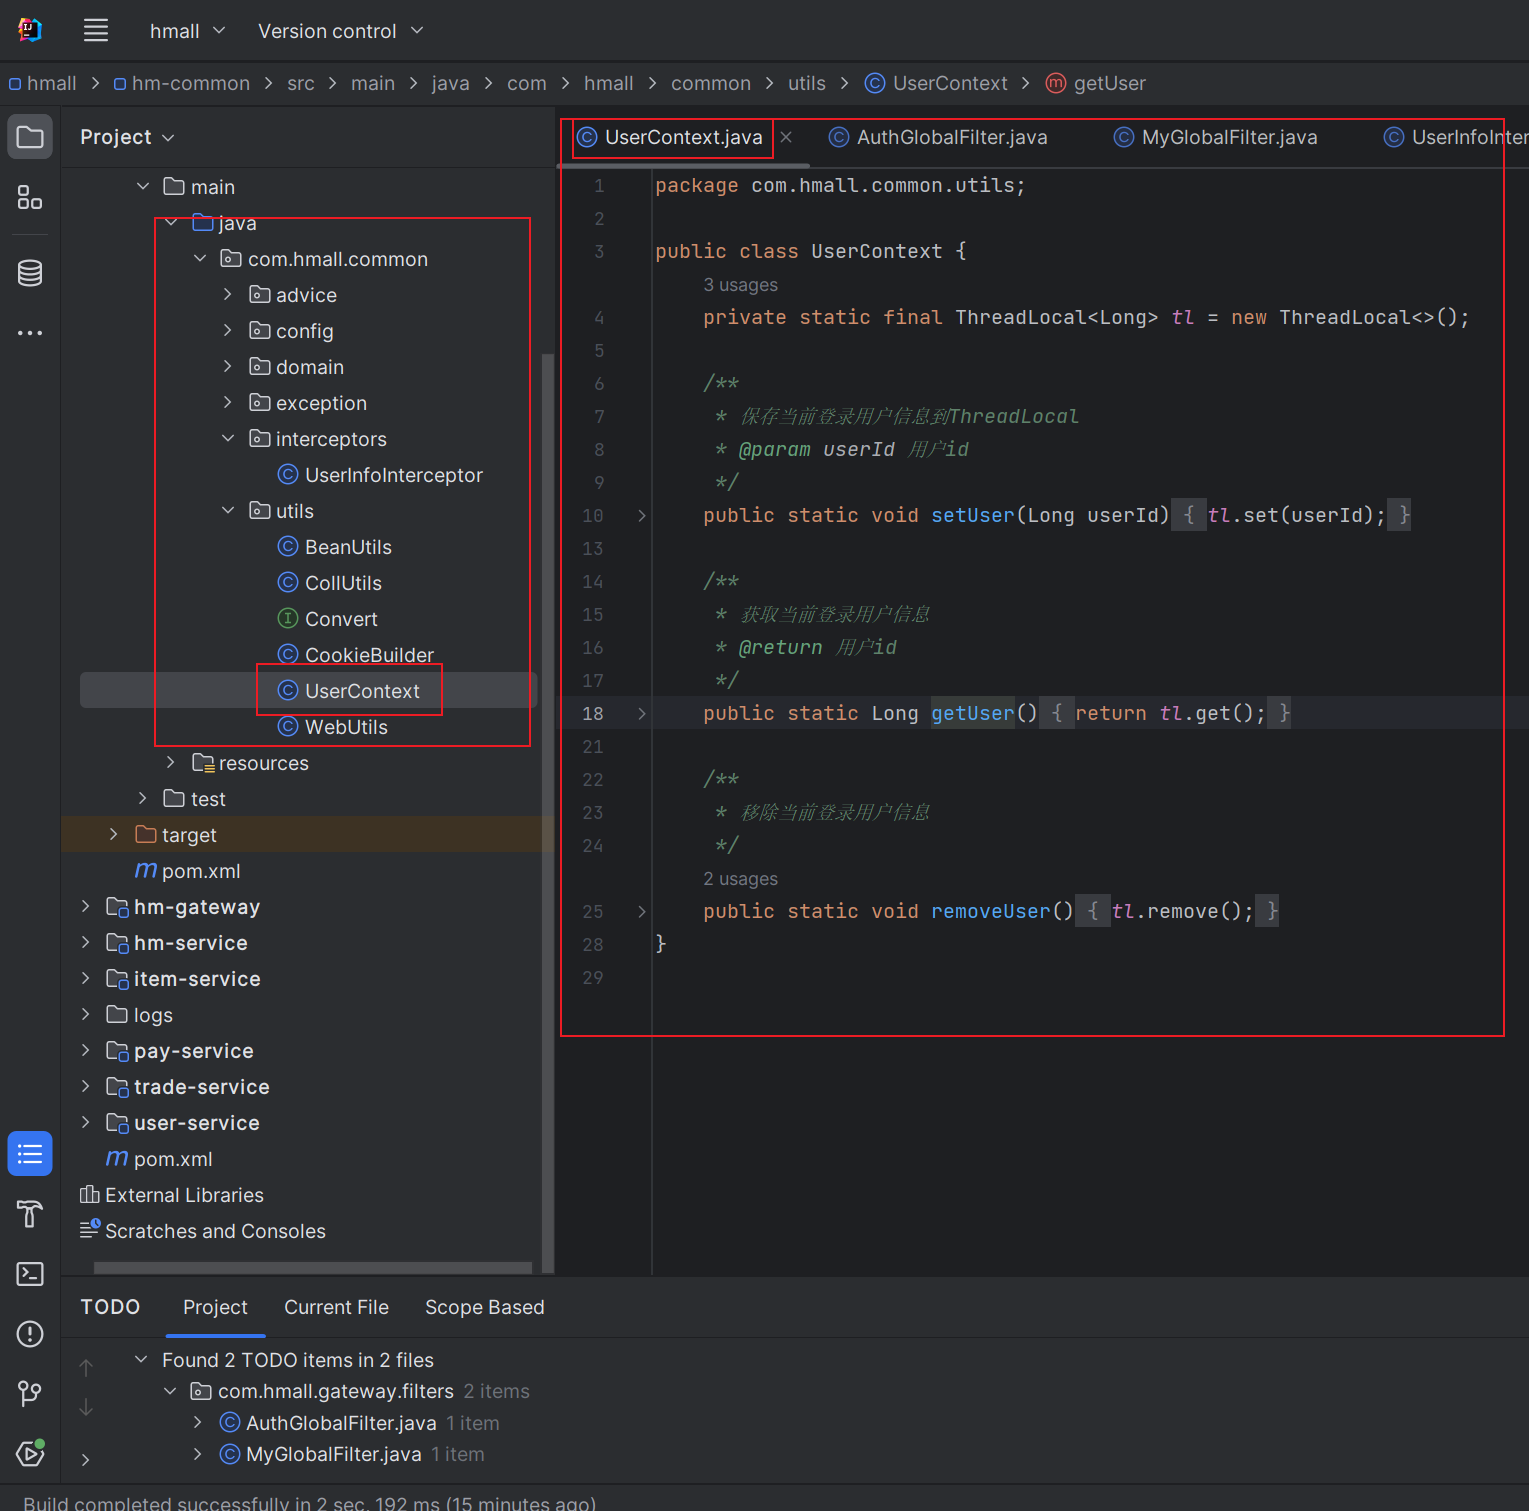 hmall Version control
hmall hm-common src main java com hmall common utils UserContext getUser
Project
main
java
com.hmall.common
advice
config
domain
exception
interceptors
UserInfoInterceptor
utils
BeanUtils
CollUtils
Convert
CookieBuilder
UserContext
WebUtils
resources
test
target
pom.xml
hm-gateway
hm-service
item-service
logs
pay-service
trade-service
user-service
pom.xml
External Libraries
Scratches and Consoles
UserContext.java AuthGlobalFilter.java MyGlobalFilter.java UserInfoInter
1 package com.hmall.common.utils;
2
3 public class UserContext {
3 usages
4 private static final ThreadLocal<Long> tl = new ThreadLocal<>();
5
6 /**
7 * 保存当前登录用户信息到ThreadLocal
8 * @param userId 用户id
9 */
10 public static void setUser(Long userId) { tl.set(userId); }
13
14 /**
15 * 获取当前登录用户信息
16 * @return 用户id
17 */
18 public static Long getUser() { return tl.get(); }
21
22 /**
23 * 移除当前登录用户信息
24 */
2 usages
25 public static void removeUser() { tl.remove(); }
28 }
29
TODO Project Current File Scope Based
Found 2 TODO items in 2 files
com.hmall.gateway.filters 2 items
AuthGlobalFilter.java 1 item
MyGlobalFilter.java 1 item
Build completed successfully in 2 sec, 192 ms (15 minutes ago)